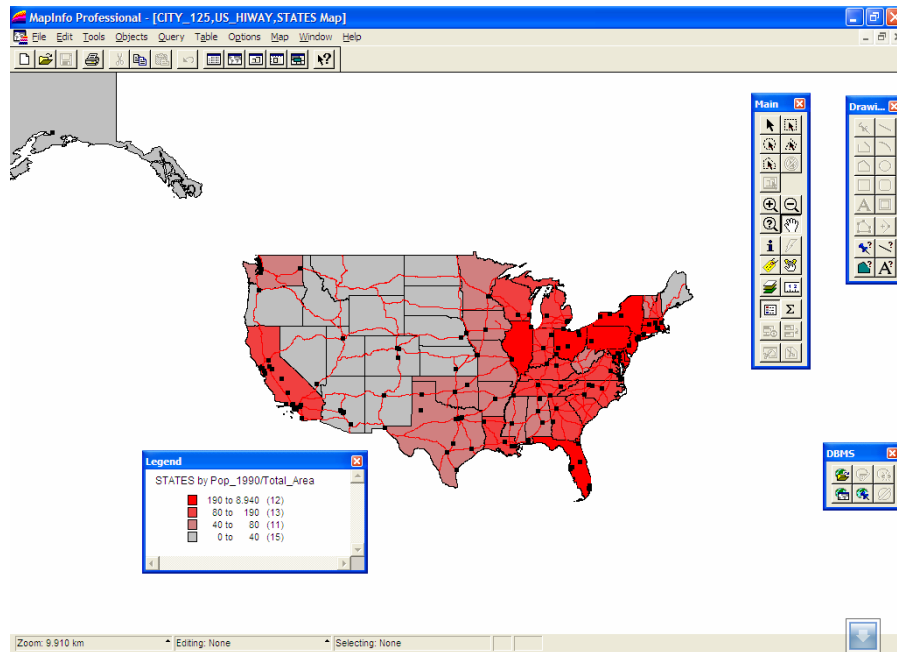 MapInfo Professional - [CITY_125,US_HIWAY,STATES Map]
File Edit Tools Objects Query Table Options Map Window Help
Main
Drawi...
Legend
STATES by Pop_1990/Total_Area
190 to 8.940 (12)
80 to 190 (13)
40 to 80 (11)
0 to 40 (15)
DBMS
Zoom: 9.910 km Editing: None Selecting: None